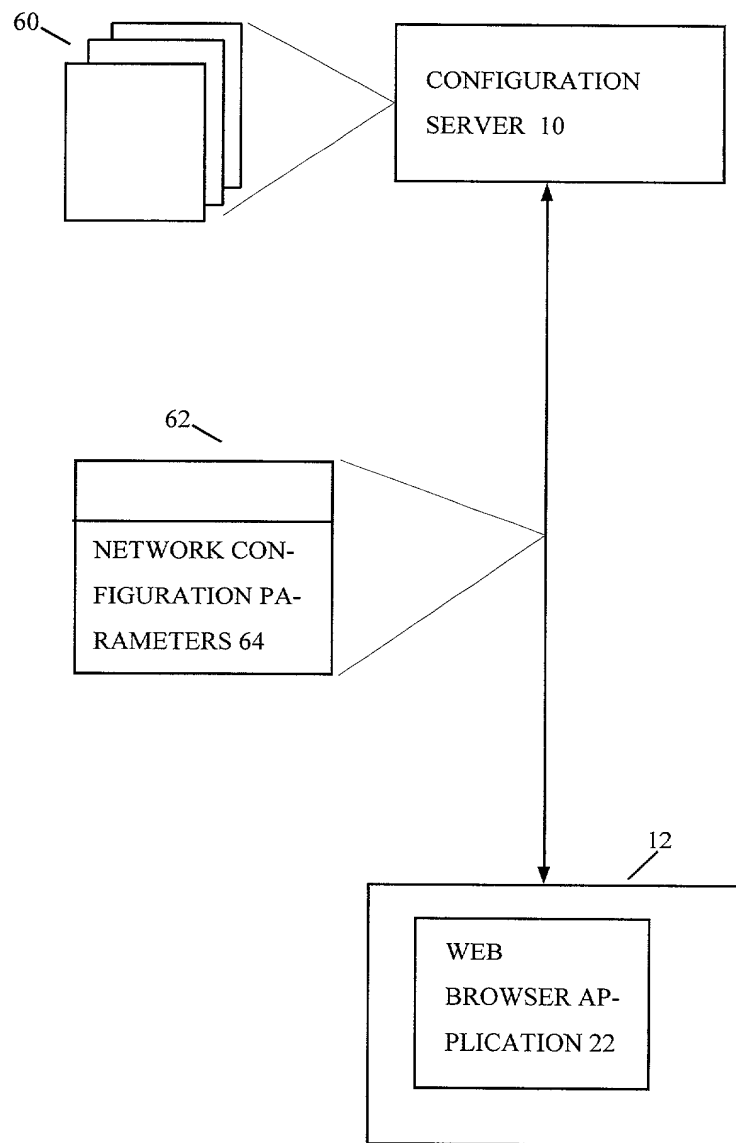 60
CONFIGURATION
SERVER 10
62
NETWORK CON-
FIGURATION PA-
RAMETERS 64
12
WEB
BROWSER AP-
PLICATION 22